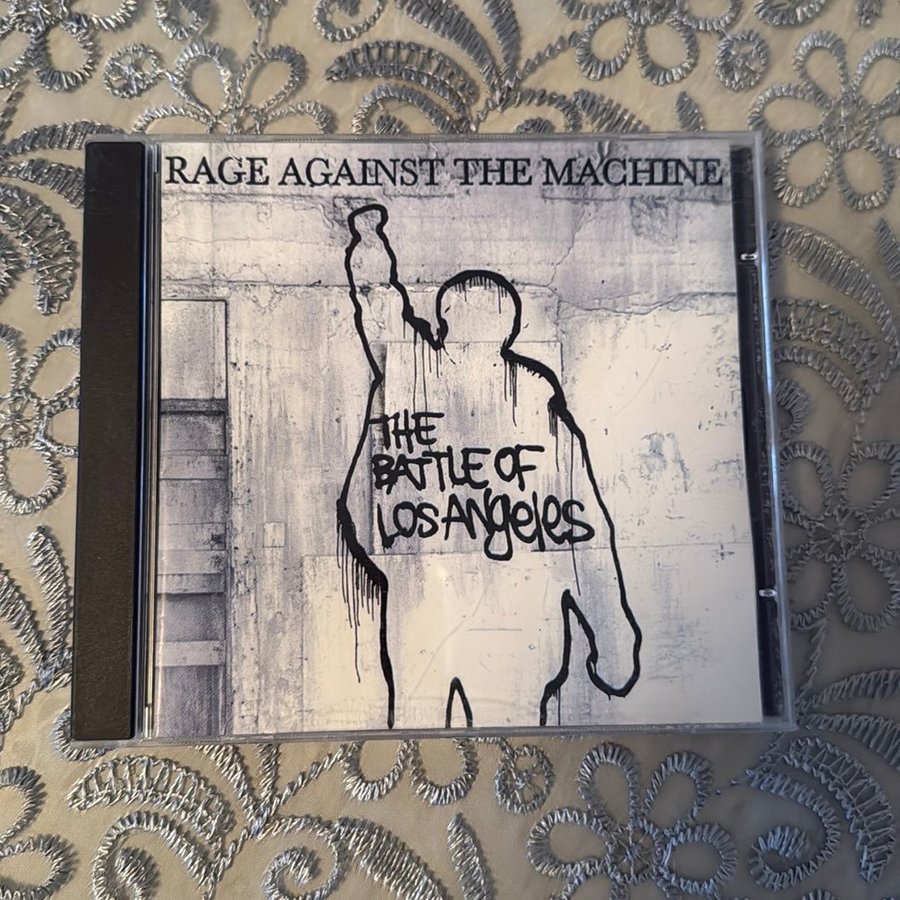 RAGE AGAINST THE MACHINE
THE
BATTLE OF
LOS ANgeleS